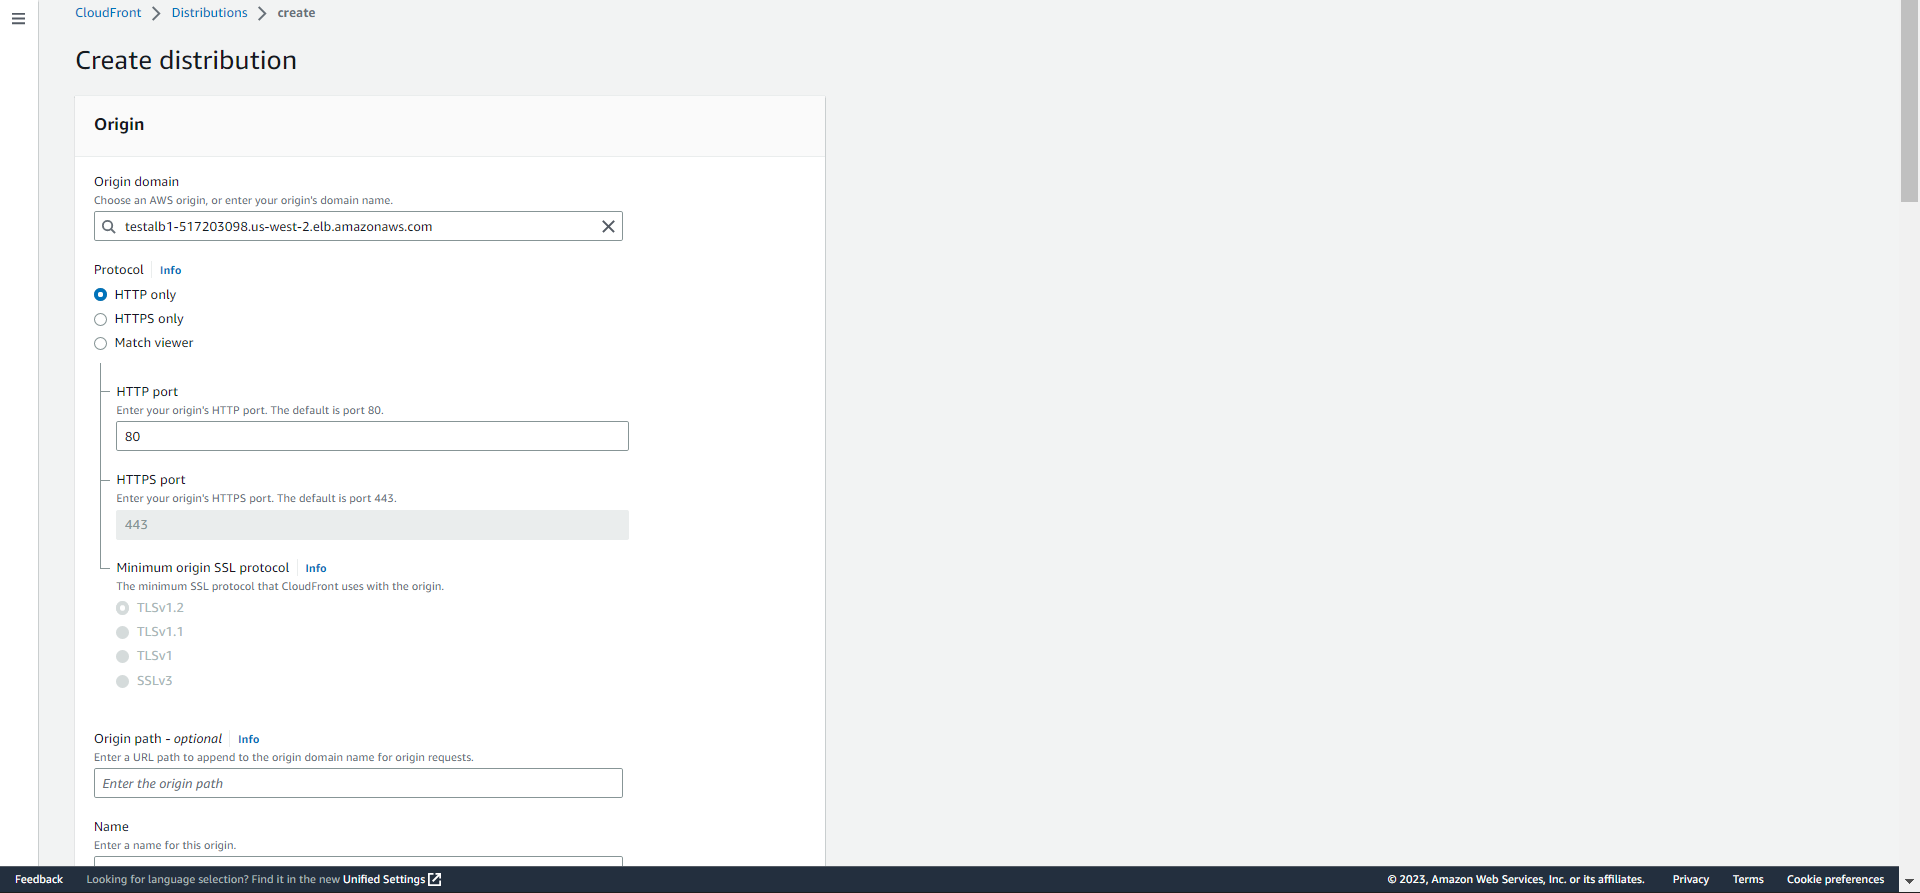 CloudFront > Distributions > create
Create distribution
Origin
Origin domain
Choose an AWS origin, or enter your origin's domain name.
testalb1-517203098.us-west-2.elb.amazonaws.com
Protocol Info
HTTP only
HTTPS only
Match viewer
HTTP port
Enter your origin's HTTP port. The default is port 80.
80
HTTPS port
Enter your origin's HTTPS port. The default is port 443.
443
Minimum origin SSL protocol Info
The minimum SSL protocol that CloudFront uses with the origin.
TLSv1.2
TLSv1.1
TLSv1
SSLv3
Origin path - optional Info
Enter a URL path to append to the origin domain name for origin requests.
Enter the origin path
Name
Enter a name for this origin.
Feedback Looking for language selection? Find it in the new Unified Settings © 2023, Amazon Web Services, Inc. or its affiliates. Privacy Terms Cookie preferences